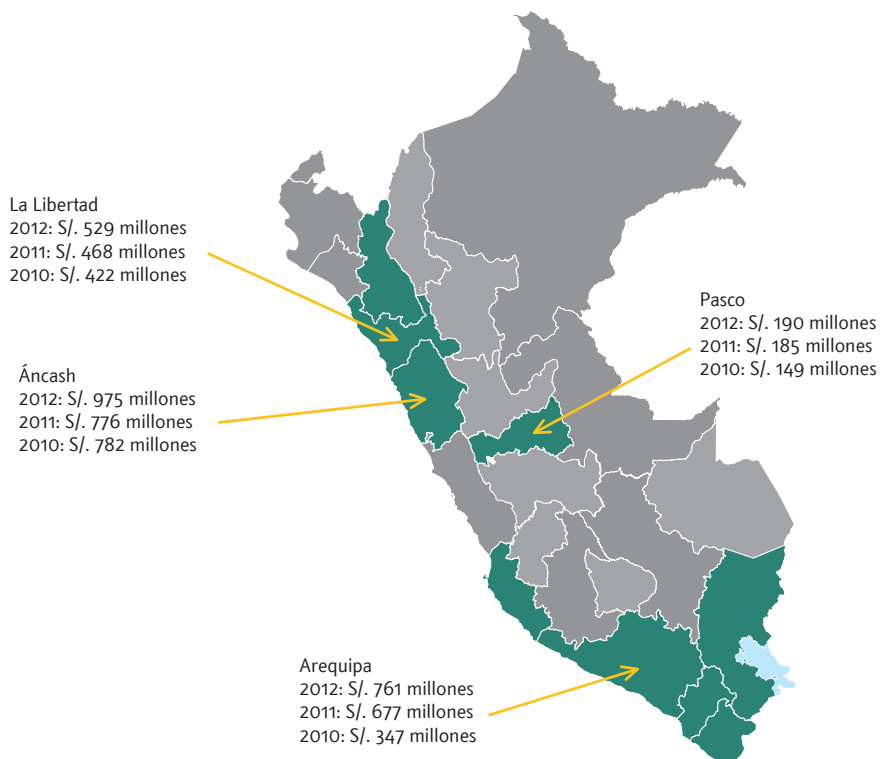 La Libertad
2012: S/. 529 millones
2011: S/. 468 millones
2010: S/. 422 millones
Áncash
2012: S/. 975 millones
2011: S/. 776 millones
2010: S/. 782 millones
Pasco
2012: S/. 190 millones
2011: S/. 185 millones
2010: S/. 149 millones
Arequipa
2012: S/. 761 millones
2011: S/. 677 millones
2010: S/. 347 millones